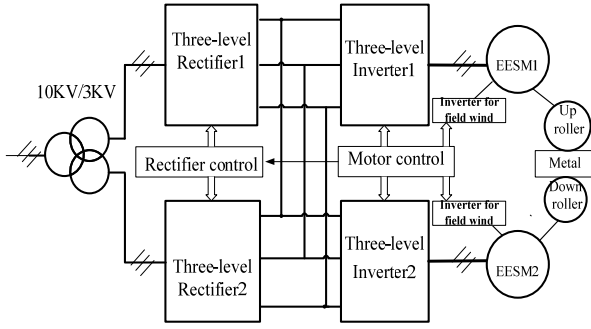 Three-level
Rectifier1
Three-level
Inverter1
EESM1
10KV/3KV
Inverter for
field wind
Up
roller
Rectifier control
Motor control
Metal
Down
roller
Inverter for
field wind
Three-level
Rectifier2
Three-level
Inverter2
EESM2